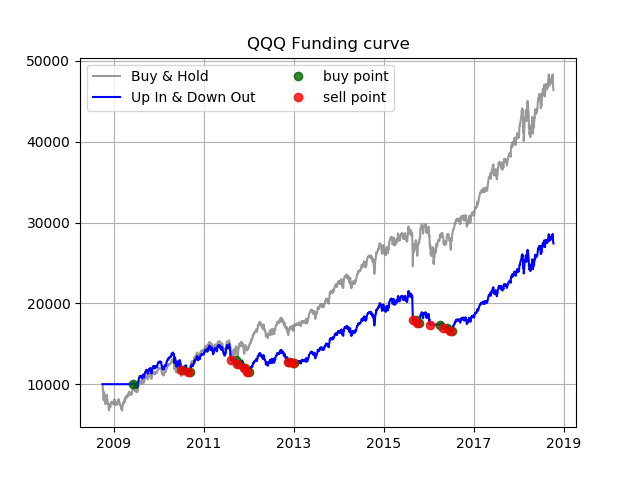 QQQ Funding curve
Buy & Hold
Up In & Down Out
buy point
sell point
50000
40000
30000
20000
10000
2009 2011 2013 2015 2017 2019